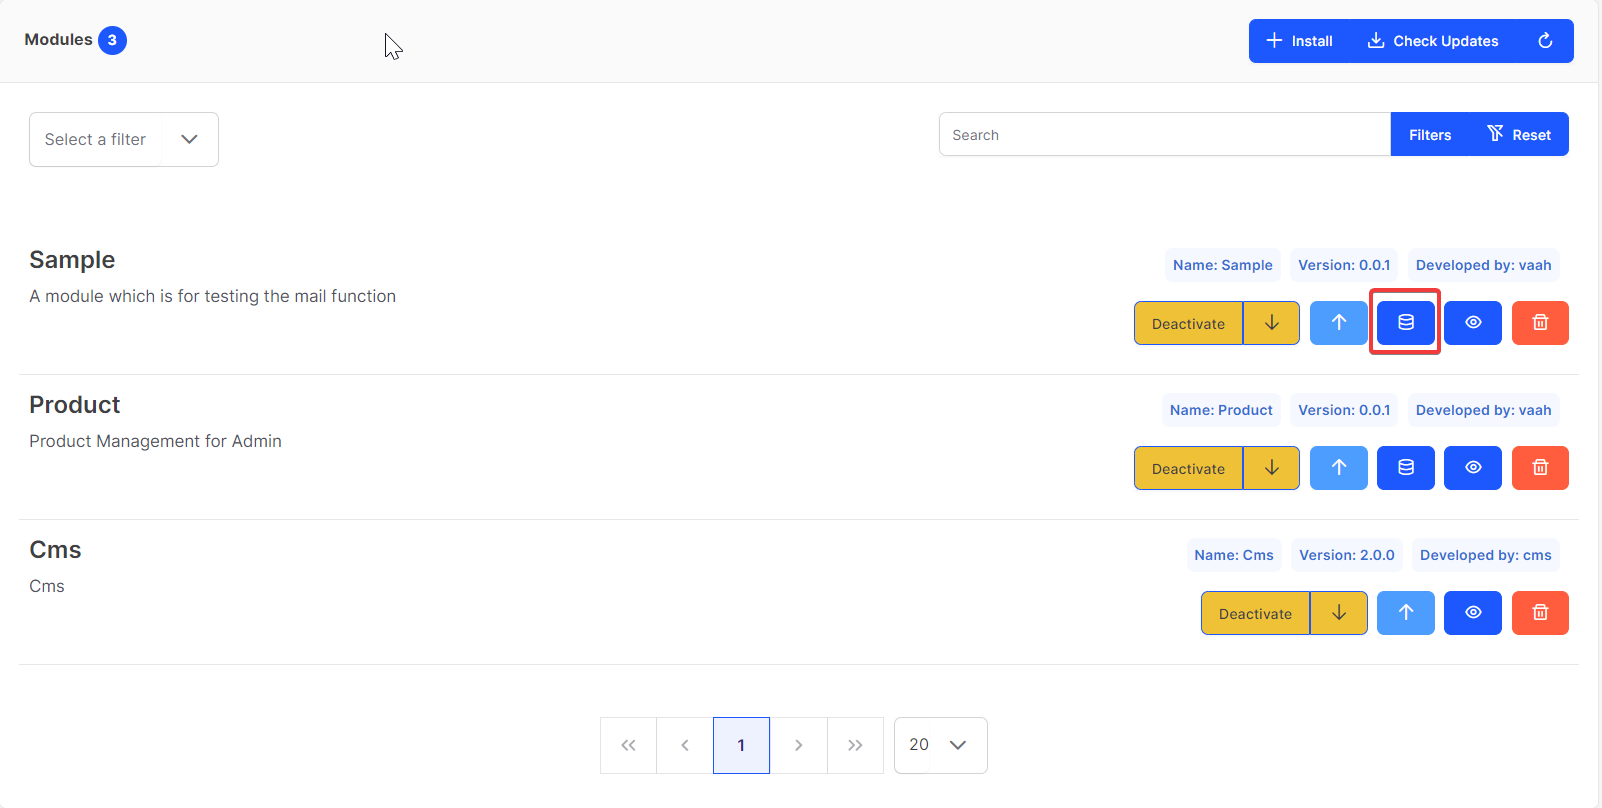 Modules 3
Install Check Updates
Select a filter
Search Filters Reset
Sample
Name: Sample Version: 0.0.1 Developed by: vaah
A module which is for testing the mail function
Deactivate
Product
Name: Product Version: 0.0.1 Developed by: vaah
Product Management for Admin
Deactivate
Cms
Name: Cms Version: 2.0.0 Developed by: cms
Cms
Deactivate
1 20